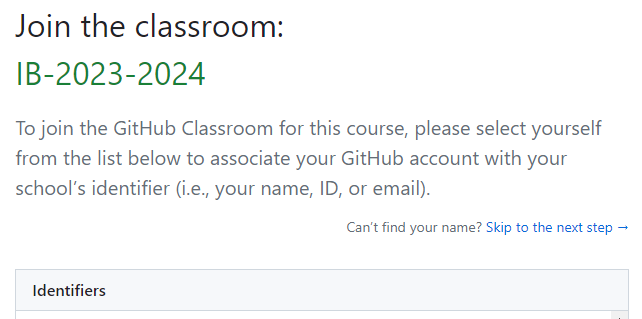 Join the classroom:
IB-2023-2024
To join the GitHub Classroom for this course, please select yourself
from the list below to associate your GitHub account with your
school’s identifier (i.e., your name, ID, or email).
Can’t find your name? Skip to the next step →
Identifiers